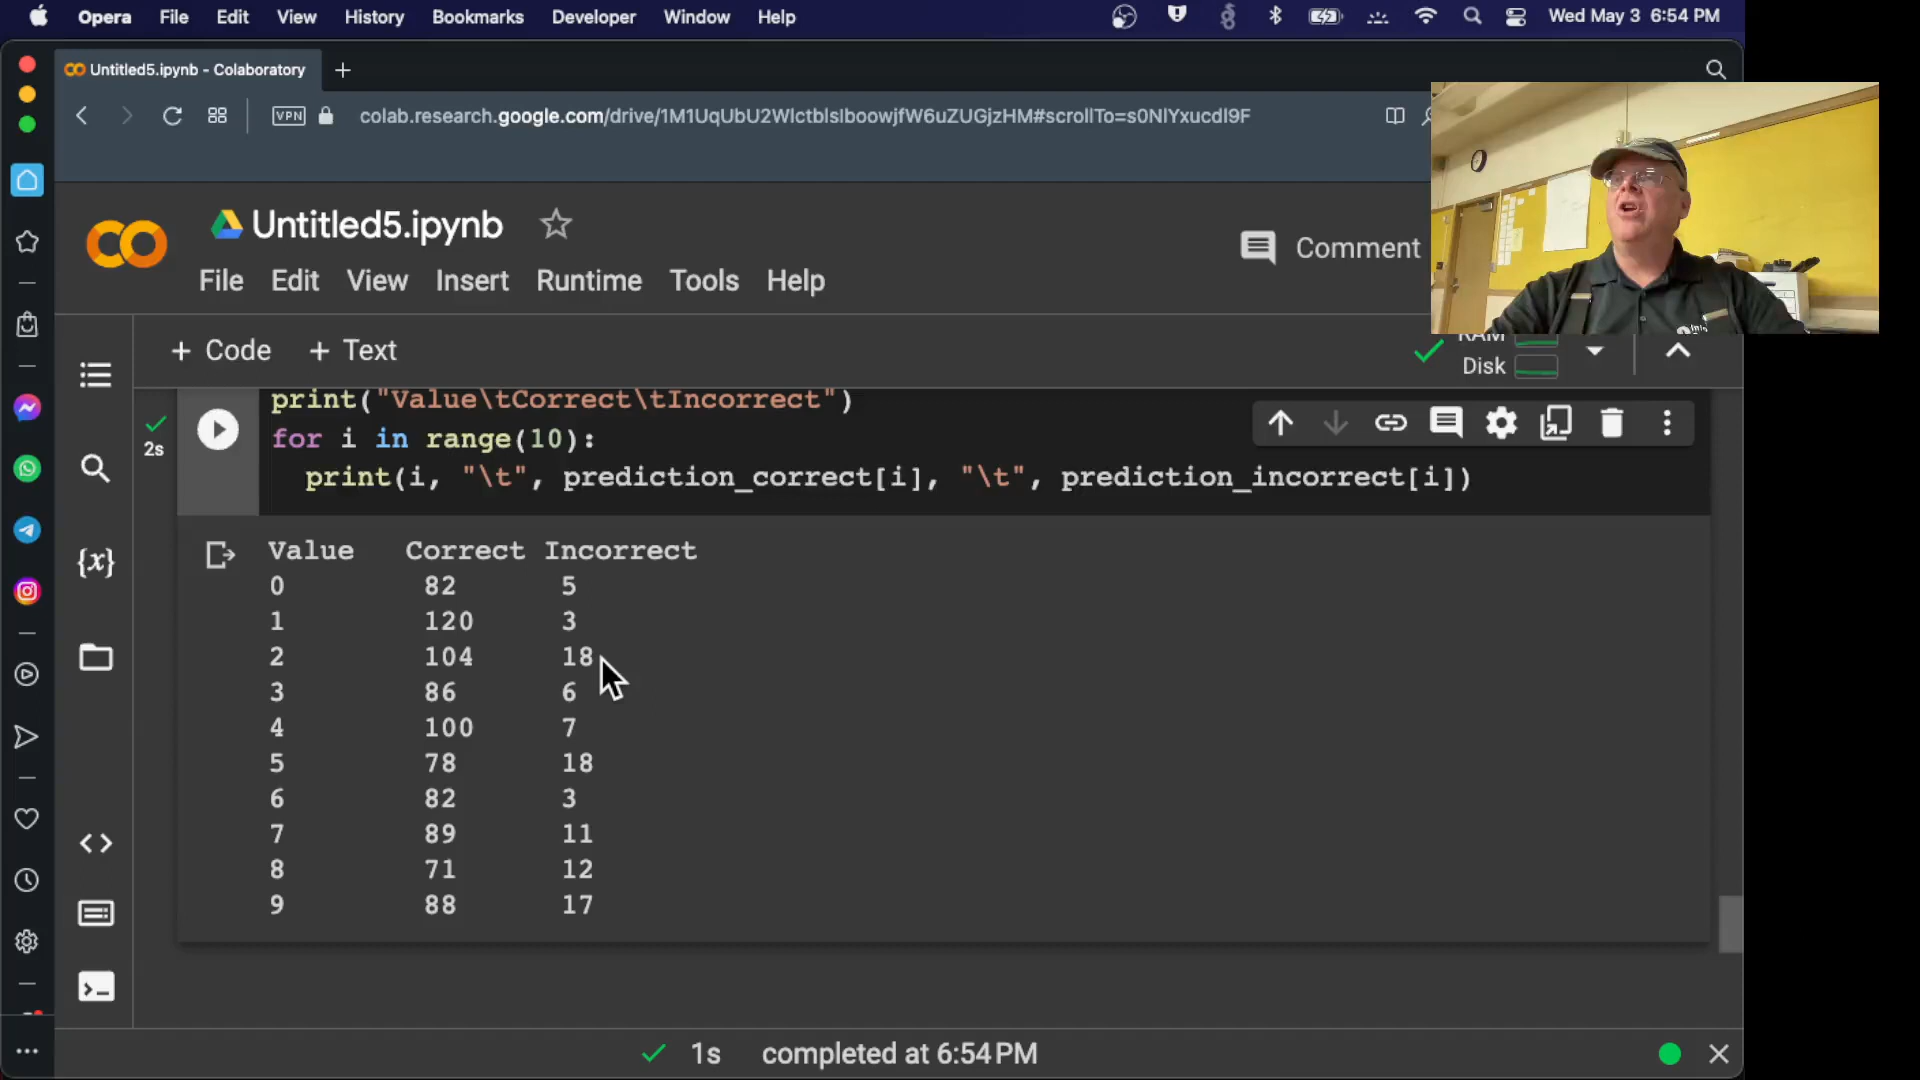 Opera File Edit View History Bookmarks Developer Window Help Wed May 3 6:54 PM
Untitled5.ipynb - Colaboratory
VPN colab.research.google.com/drive/1M1UqUbU2WlctblsIboowjfW6uZUGjzHM#scrollTo=s0NlYxucdl9F
Untitled5.ipynb
Comment
File Edit View Insert Runtime Tools Help
+ Code + Text
RAM
Disk
print("Value\tCorrect\tIncorrect")
2s
for i in range(10):
print(i, "\t", prediction_correct[i], "\t", prediction_incorrect[i])
Value Correct Incorrect
0 82 5
1 120 3
2 104 18
3 86 6
4 100 7
5 78 18
6 82 3
7 89 11
8 71 12
9 88 17
{x}
1s completed at 6:54 PM